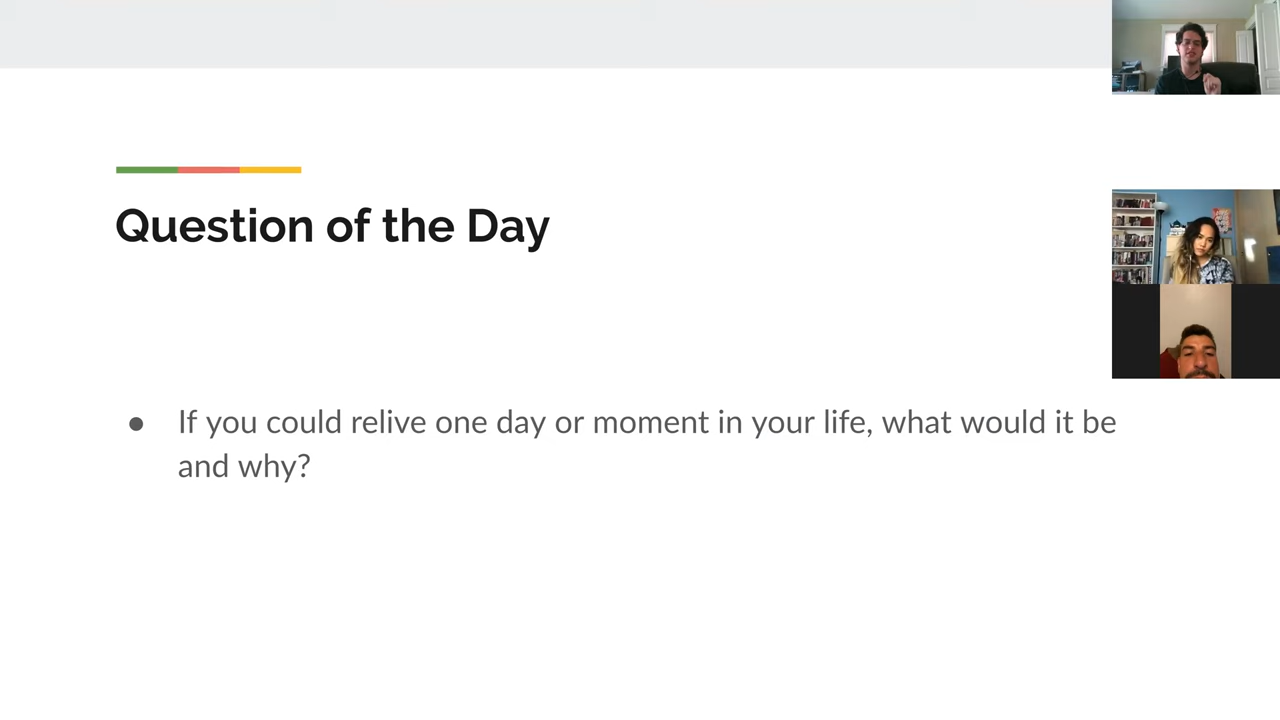 Question of the Day
● If you could relive one day or moment in your life, what would it be
and why?